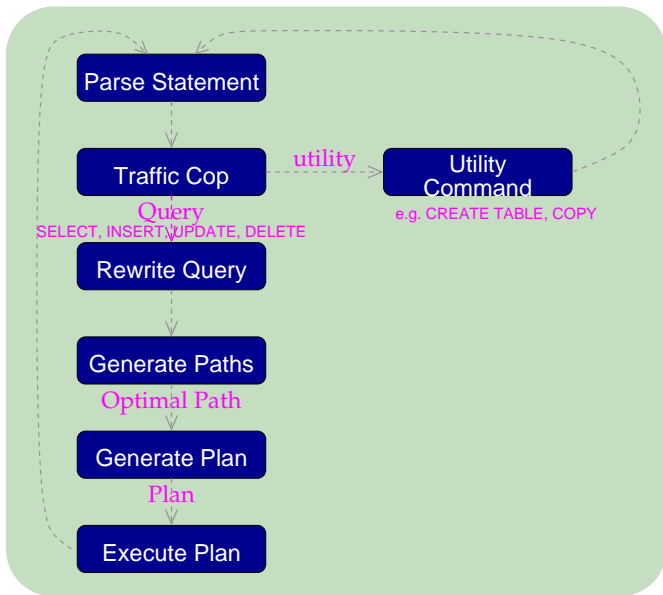 Parse Statement
Traffic Cop
utility
Utility
Command
Query
SELECT, INSERT, UPDATE, DELETE
e.g. CREATE TABLE, COPY
Rewrite Query
Generate Paths
Optimal Path
Generate Plan
Plan
Execute Plan